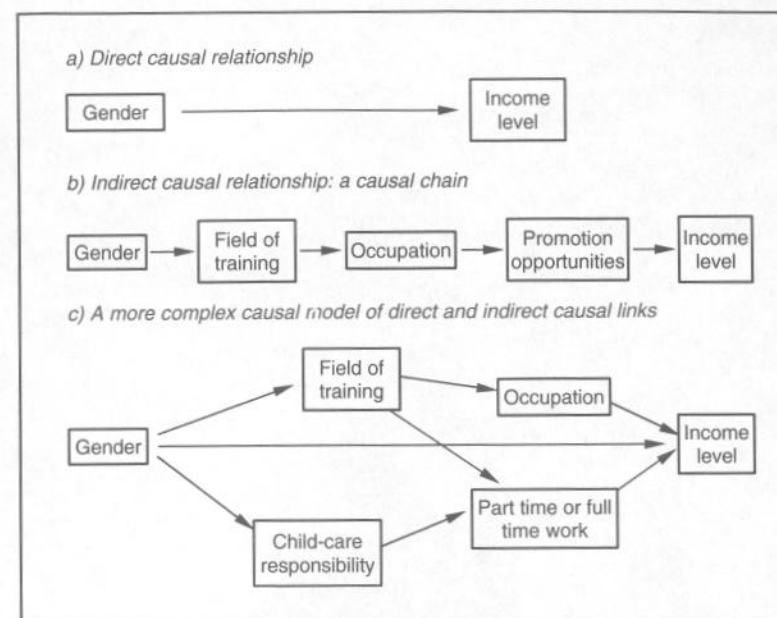 a) Direct causal relationship
Gender
Income
level
b) Indirect causal relationship: a causal chain
Gender
Field of
training
Occupation
Promotion
opportunities
Income
level
c) A more complex causal model of direct and indirect causal links
Field of
training
Occupation
Gender
Income
level
Part time or full
time work
Child-care
responsibility